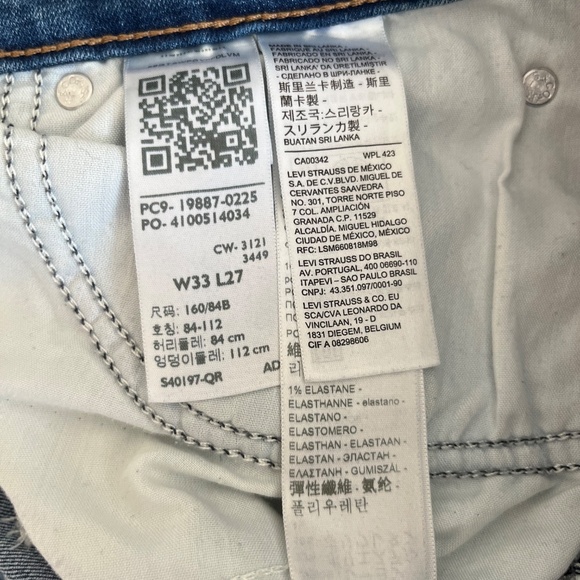 PC9- 19887-0225
PO- 4100514034
CW- 3121
3449
W33 L27
尺码: 160/84B
호칭: 84-112
허리둘레: 84 cm
엉덩이둘레: 112 cm
S40197-QR
AD
MADE IN SRI LANKA
FABRIQUÉ AU SRI LANKA
FABRICADO EN SRI LANKA
SRI LANKA' DA ÜRETİLMİŞTİR
- СДЕЛАНО В ШРИ-ЛАНКЕ -
斯里兰卡制造 - 斯里
蘭卡製 -
제조국:스리랑카 -
スリランカ製 -
BUATAN SRI LANKA
CA00342 WPL 423
LEVI STRAUSS DE MÉXICO
S.A. DE C.V.BLVD. MIGUEL DE
CERVANTES SAAVEDRA
NO. 301, TORRE NORTE PISO
7 COL. AMPLIACIÓN
GRANADA C.P. 11529
ALCALDÍA. MIGUEL HIDALGO
CIUDAD DE MÉXICO, MÉXICO
RFC: LSM660818M98
LEVI STRAUSS DO BRASIL
AV. PORTUGAL, 400 06690-110
ITAPEVI – SAO PAULO BRASIL
CNPJ: 43.351.097/0001-90
LEVI STRAUSS & CO. EU
SCA/CVA LEONARDO DA
VINCILAAN, 19 - D
1831 DIEGEM, BELGIUM
CIF A 08298606
1% ELASTANE -
ELASTHANNE - elastano -
ELASTANO -
ELASTOMERO -
ELASTHAN - ELASTAAN -
ELASTAN - ЭЛАСТАН -
ΕΛΑΣΤΑΝΗ - GUMISZÁL -
彈性纖維 - 氨纶 -
폴리우레탄